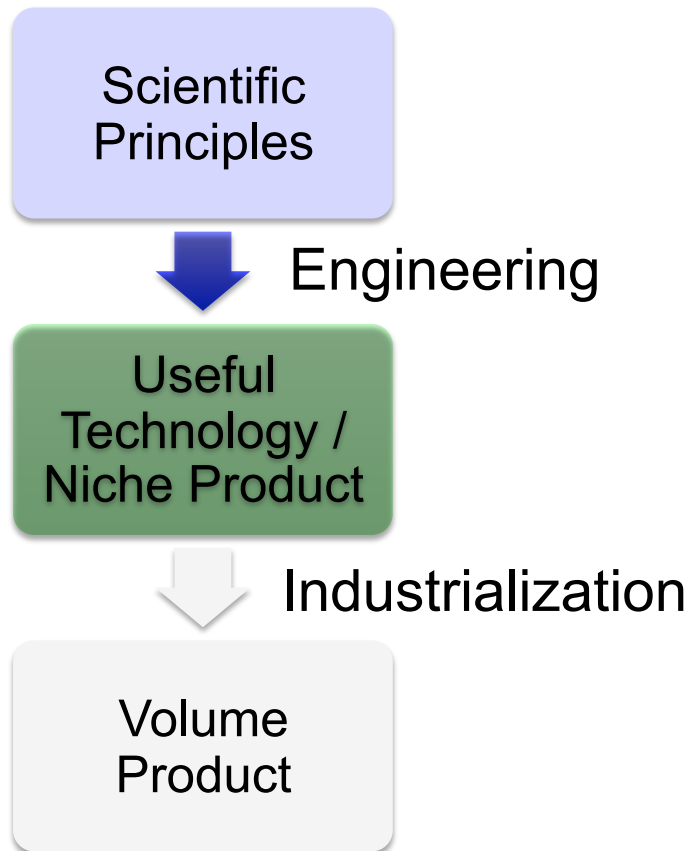 Scientific
Principles
Engineering
Useful
Technology /
Niche Product
Industrialization
Volume
Product